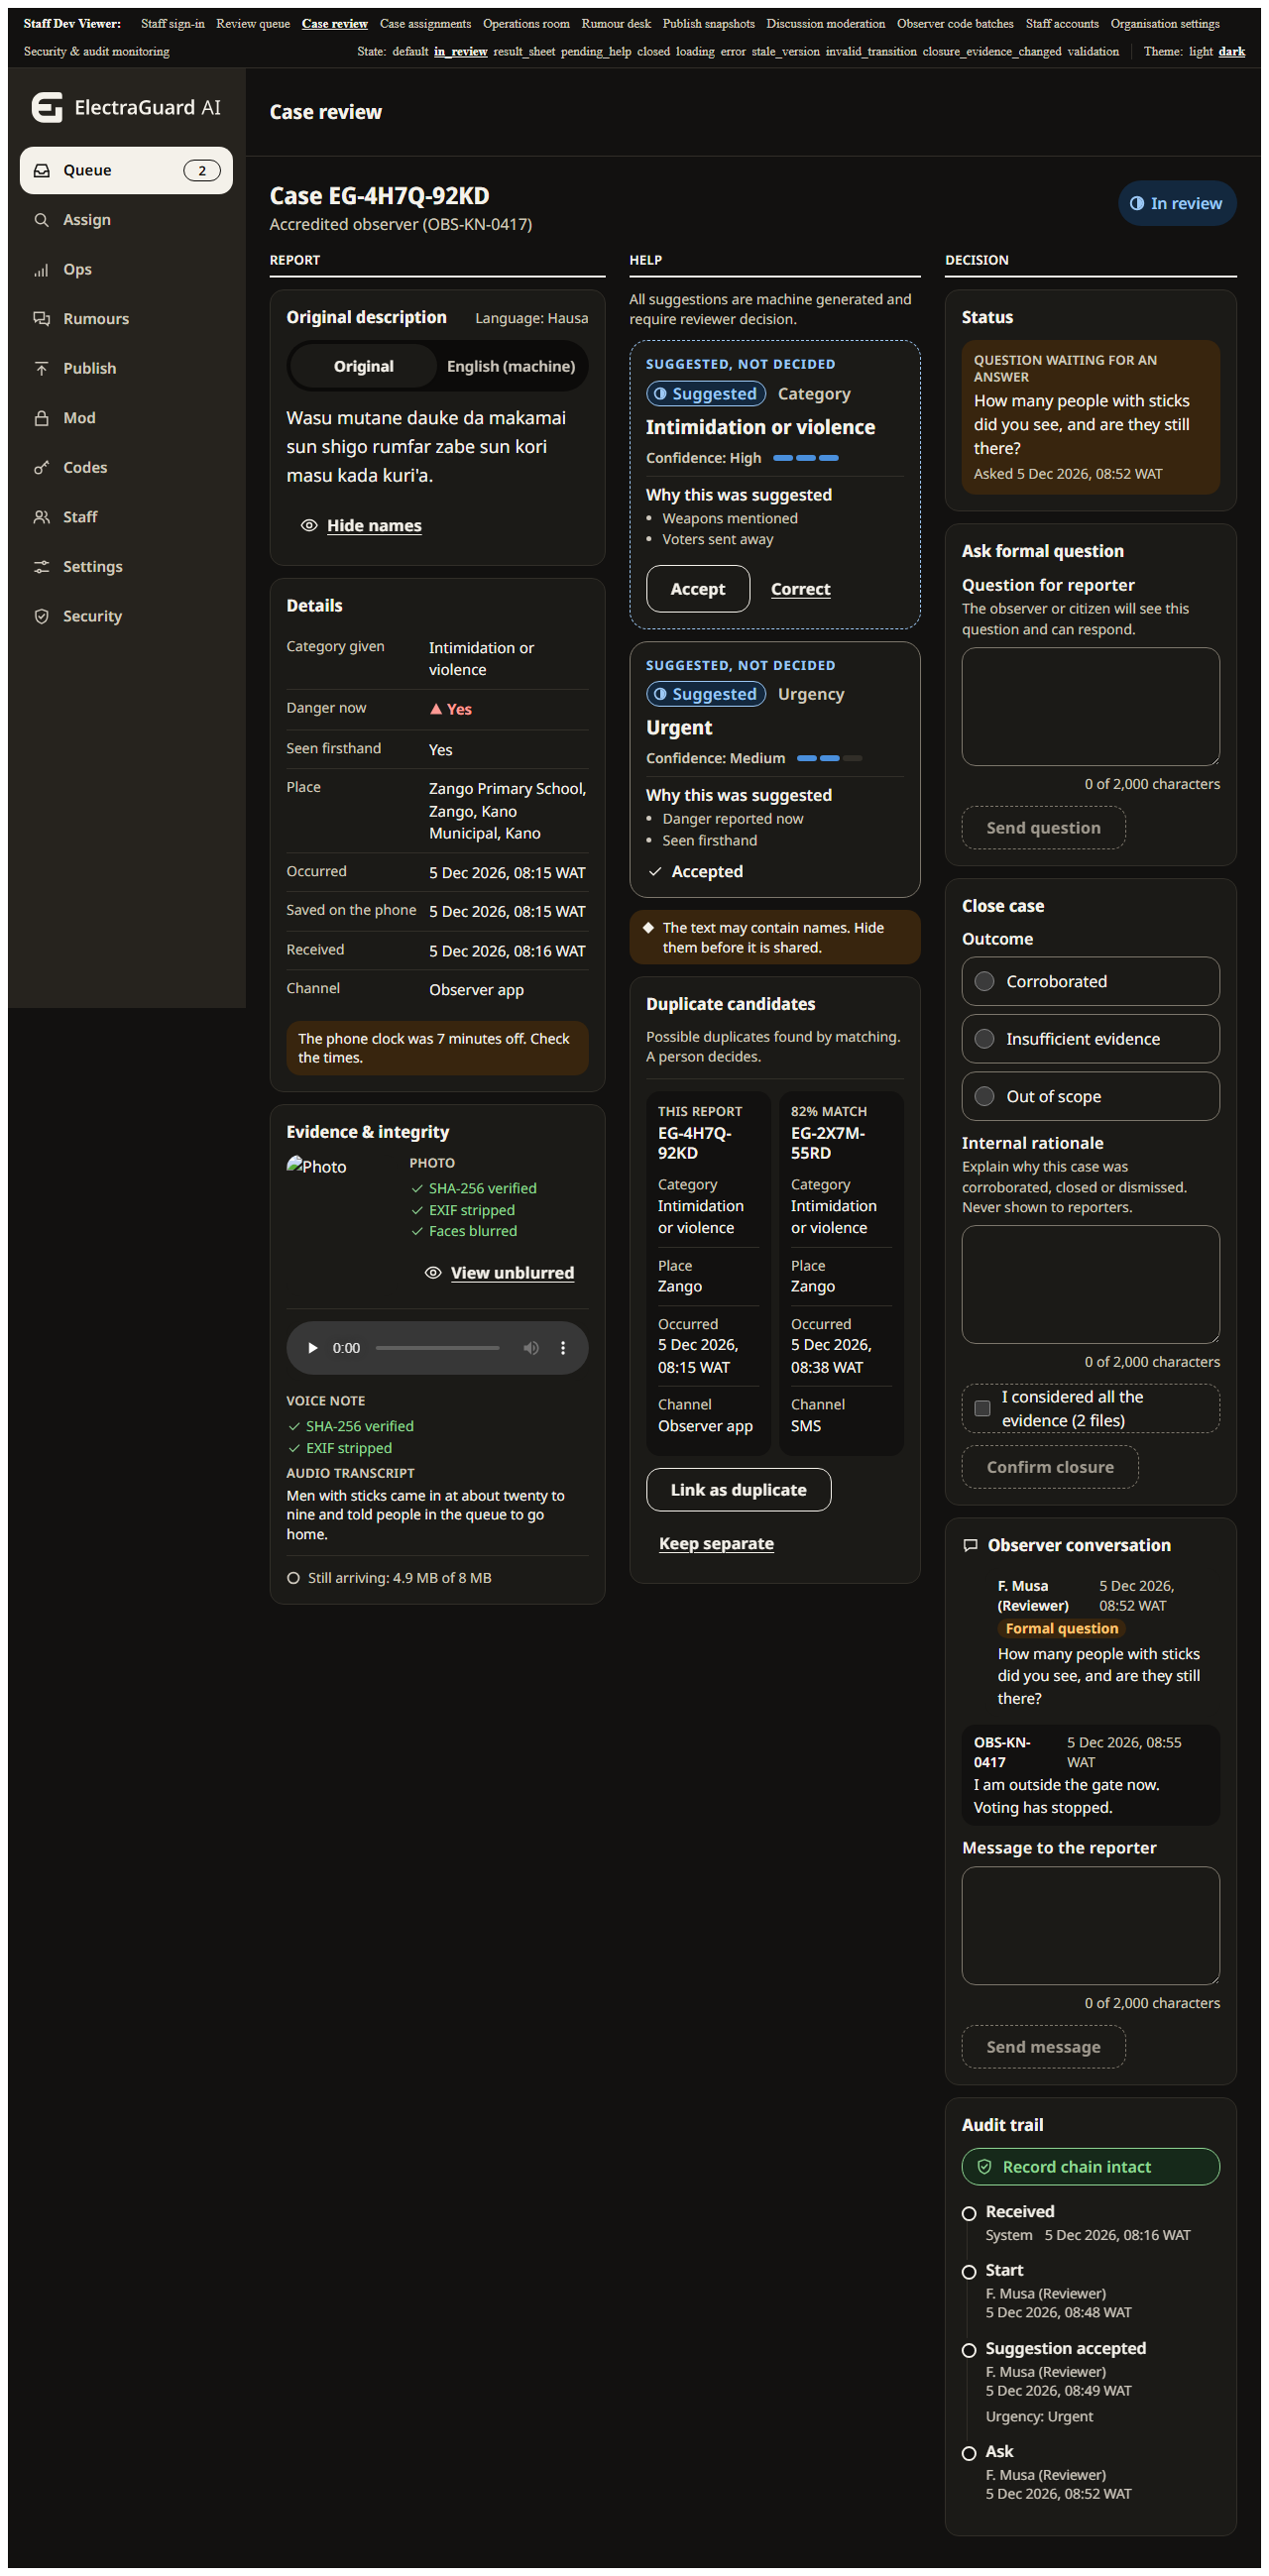 Staff Dev Viewer: Staff sign-in Review queue Case review Case assignments Operations room Rumour desk Publish snapshots Discussion moderation Observer code batches Staff accounts Organisation settings
Security & audit monitoring State: default in_review result_sheet pending_help closed loading error stale_version invalid_transition closure_evidence_changed validation Theme: light dark
ElectraGuard AI
Queue 2
Assign
Ops
Rumours
Publish
Mod
Codes
Staff
Settings
Security
Case review
Case EG-4H7Q-92KD
Accredited observer (OBS-KN-0417)
In review
REPORT
Original description Language: Hausa
Original English (machine)
Wasu mutane dauke da makamai
sun shigo rumfar zabe sun kori
masu kada kuri'a.
Hide names
Details
Category given Intimidation or
violence
Danger now Yes
Seen firsthand Yes
Place Zango Primary School,
Zango, Kano
Municipal, Kano
Occurred 5 Dec 2026, 08:15 WAT
Saved on the phone 5 Dec 2026, 08:15 WAT
Received 5 Dec 2026, 08:16 WAT
Channel Observer app
The phone clock was 7 minutes off. Check
the times.
Evidence & integrity
Photo
PHOTO
SHA-256 verified
EXIF stripped
Faces blurred
View unblurred
0:00
VOICE NOTE
SHA-256 verified
EXIF stripped
AUDIO TRANSCRIPT
Men with sticks came in at about twenty to
nine and told people in the queue to go
home.
Still arriving: 4.9 MB of 8 MB
HELP
All suggestions are machine generated and
require reviewer decision.
SUGGESTED, NOT DECIDED
Suggested Category
Intimidation or violence
Confidence: High
Why this was suggested
Weapons mentioned
Voters sent away
Accept Correct
SUGGESTED, NOT DECIDED
Suggested Urgency
Urgent
Confidence: Medium
Why this was suggested
Danger reported now
Seen firsthand
Accepted
The text may contain names. Hide
them before it is shared.
Duplicate candidates
Possible duplicates found by matching.
A person decides.
THIS REPORT
EG-4H7Q-
92KD
Category
Intimidation
or violence
Place
Zango
Occurred
5 Dec 2026,
08:15 WAT
Channel
Observer app
82% MATCH
EG-2X7M-
55RD
Category
Intimidation
or violence
Place
Zango
Occurred
5 Dec 2026,
08:38 WAT
Channel
SMS
Link as duplicate
Keep separate
DECISION
Status
QUESTION WAITING FOR AN
ANSWER
How many people with sticks
did you see, and are they still
there?
Asked 5 Dec 2026, 08:52 WAT
Ask formal question
Question for reporter
The observer or citizen will see this
question and can respond.
0 of 2,000 characters
Send question
Close case
Outcome
Corroborated
Insufficient evidence
Out of scope
Internal rationale
Explain why this case was
corroborated, closed or dismissed.
Never shown to reporters.
0 of 2,000 characters
I considered all the
evidence (2 files)
Confirm closure
Observer conversation
F. Musa
(Reviewer)
5 Dec 2026,
08:52 WAT
Formal question
How many people with sticks
did you see, and are they still
there?
OBS-KN-
0417
5 Dec 2026, 08:55
WAT
I am outside the gate now.
Voting has stopped.
Message to the reporter
0 of 2,000 characters
Send message
Audit trail
Record chain intact
Received
System 5 Dec 2026, 08:16 WAT
Start
F. Musa (Reviewer)
5 Dec 2026, 08:48 WAT
Suggestion accepted
F. Musa (Reviewer)
5 Dec 2026, 08:49 WAT
Urgency: Urgent
Ask
F. Musa (Reviewer)
5 Dec 2026, 08:52 WAT